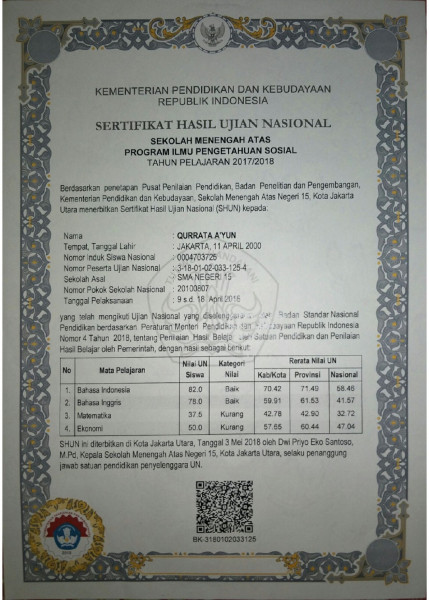 KEMENTERIAN PENDIDIKAN DAN KEBUDAYAAN
REPUBLIK INDONESIA
SERTIFIKAT HASIL UJIAN NASIONAL
SEKOLAH MENENGAH ATAS
PROGRAM ILMU PENGETAHUAN SOSIAL
TAHUN PELAJARAN 2017/2018
Berdasarkan penetapan Pusat Penilaian Pendidikan, Badan Penelitian dan Pengembangan,
Kementerian Pendidikan dan Kebudayaan, Sekolah Menengah Atas Negeri 15, Kota Jakarta
Utara menerbitkan Sertifikat Hasil Ujian Nasional (SHUN) kepada:
Nama : QURRATA A'YUN
Tempat, Tanggal Lahir : JAKARTA, 11 APRIL 2000
Nomor Induk Siswa Nasional : 0004703725
Nomor Peserta Ujian Nasional : 3-18-01-02-033-125-4
Sekolah Asal : SMA NEGERI 15
Nomor Pokok Sekolah Nasional : 20100807
Tanggal Pelaksanaan : 9 s.d. 18 April 2018
yang telah mengikuti Ujian Nasional yang diselenggarakan Badan Standar Nasional
Pendidikan berdasarkan Peraturan Menteri Pendidikan dan Kebudayaan Republik Indonesia
Nomor 4 Tahun 2018, tentang Penilaian Hasil Belajar oleh Satuan Pendidikan dan Penilaian
Hasil Belajar oleh Pemerintah, dengan hasil sebagai berikut:
No Mata Pelajaran Nilai UN Siswa Kategori Nilai Rerata Nilai UN
Kab/Kota Provinsi Nasional
1. Bahasa Indonesia 82.0 Baik 70.42 71.49 58.46
2. Bahasa Inggris 78.0 Baik 59.91 61.53 41.57
3. Matematika 37.5 Kurang 42.78 42.90 32.72
4. Ekonomi 50.0 Kurang 57.65 60.44 47.04
SHUN ini diterbitkan di Kota Jakarta Utara, Tanggal 3 Mei 2018 oleh Dwi Priyo Eko Santoso,
M.Pd, Kepala Sekolah Menengah Atas Negeri 15, Kota Jakarta Utara, selaku penanggung
jawab satuan pendidikan penyelenggara UN.
BK-3180102033125